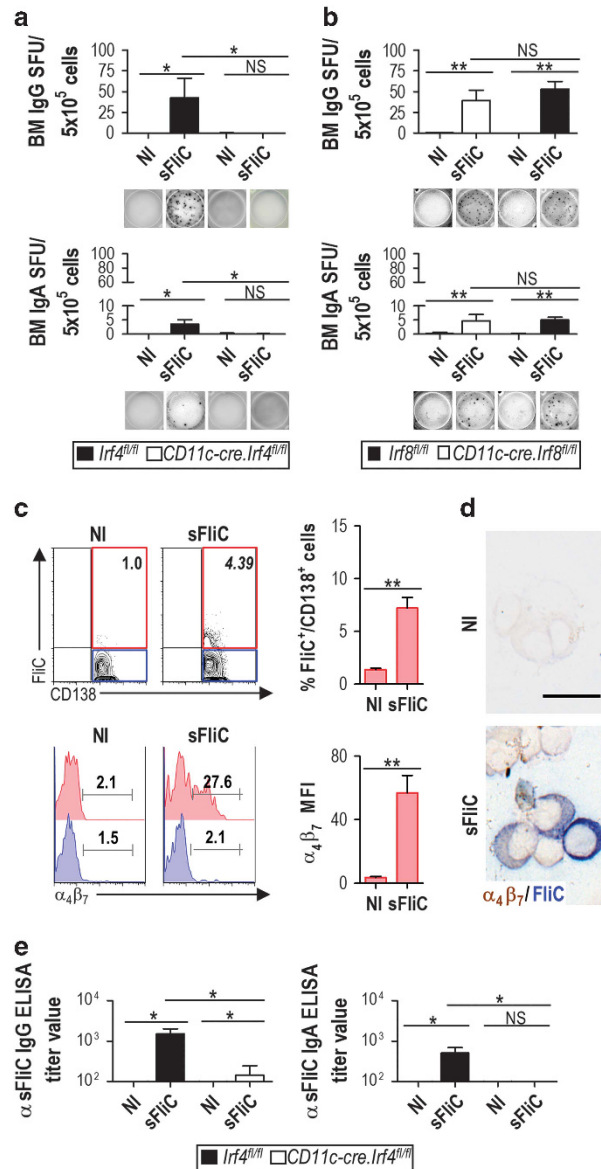 a
BM IgG SFU/
5x10⁵ cells
100
75
50
25
0
*
*
NS
NI
sFliC
NI
sFliC
BM IgA SFU/
5x10⁵ cells
100
80
60
10
5
0
*
*
NS
NI
sFliC
NI
sFliC
Irf4fl/fl CD11c-cre.Irf4fl/fl
b
BM IgG SFU/
5x10⁵ cells
100
75
50
25
0
NS
**
**
NI
sFliC
NI
sFliC
BM IgA SFU/
5x10⁵ cells
100
80
60
10
5
0
NS
**
**
NI
sFliC
NI
sFliC
Irf8fl/fl CD11c-cre.Irf8fl/fl
c
NI sFliC
1.0 4.39
FliC
CD138
% FliC⁺/CD138⁺ cells
15
10
5
0
**
NI sFliC
NI sFliC
2.1 27.6
1.5 2.1
α₄β₇
α₄β₇ MFI
80
40
0
**
NI sFliC
d
NI
sFliC
α₄β₇/FliC
e
α sFliC IgG ELISA
titer value
10⁴
10³
10²
*
*
*
NI
sFliC
NI
sFliC
α sFliC IgA ELISA
titer value
10⁴
10³
10²
*
*
NS
NI
sFliC
NI
sFliC
Irf4fl/fl CD11c-cre.Irf4fl/fl